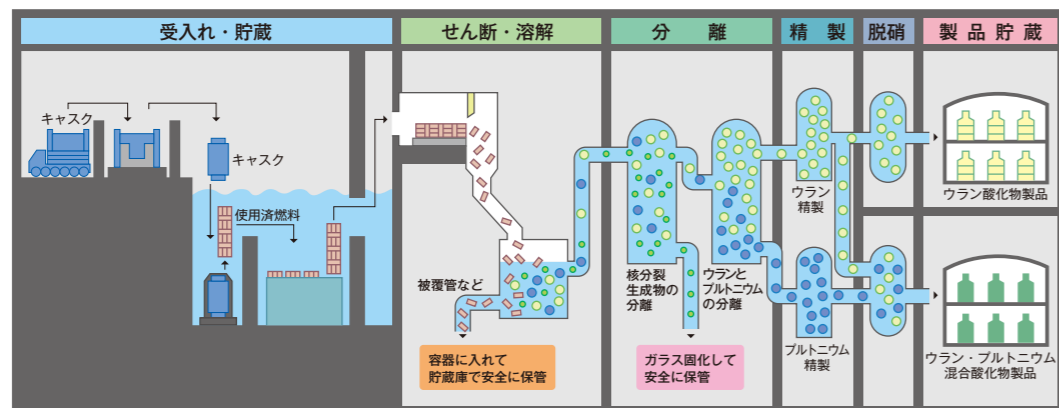 受入れ・貯蔵
せん断・溶解
分離
精製
脱硝
製品貯蔵
キャスク
キャスク
使用済燃料
被覆管など
容器に入れて
貯蔵庫で安全に保管
核分裂
生成物の
分離
ウランと
プルトニウム
の分離
ガラス固化して
安全に保管
ウラン
精製
プルトニウム
精製
ウラン酸化物製品
ウラン・プルトニウム
混合酸化物製品